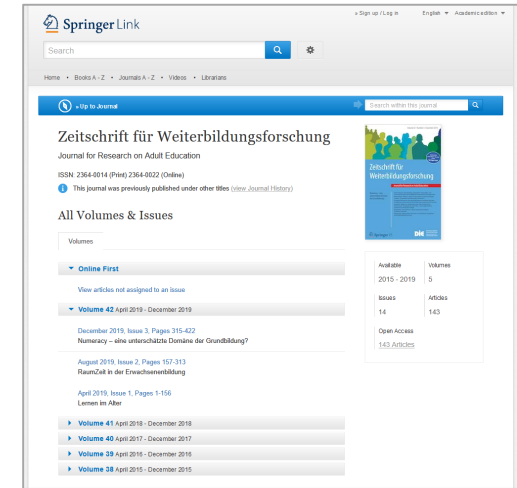 Springer Link
» Sign up / Log in English Academic edition
Search
Home • Books A - Z • Journals A - Z • Videos • Librarians
» Up to Journal
Search within this journal
Zeitschrift für Weiterbildungsforschung
Journal for Research on Adult Education
ISSN: 2364-0014 (Print) 2364-0022 (Online)
This journal was previously published under other titles (view Journal History)
All Volumes & Issues
Volumes
Online First
View articles not assigned to an issue
Volume 42 April 2019 - December 2019
December 2019, Issue 3, Pages 315-422
Numeracy – eine unterschätzte Domäne der Grundbildung?
August 2019, Issue 2, Pages 157-313
RaumZeit in der Erwachsenenbildung
April 2019, Issue 1, Pages 1-156
Lernen im Alter
Volume 41 April 2018 - December 2018
Volume 40 April 2017 - December 2017
Volume 39 April 2016 - December 2016
Volume 38 April 2015 - December 2015
Zeitschrift für
Weiterbildungsforschung
Springer
die
Available Volumes
2015 - 2019 5
Issues Articles
14 143
Open Access
143 Articles